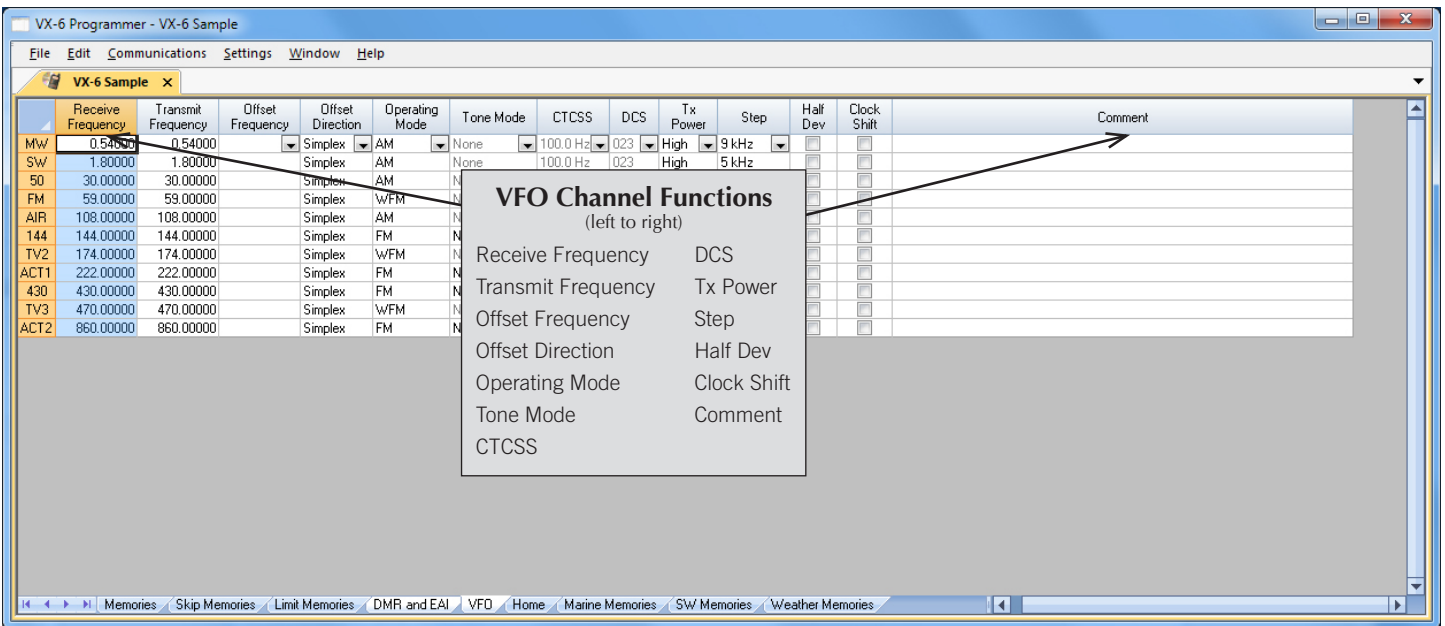 VX-6 Programmer - VX-6 Sample
File Edit Communications Settings Window Help
VX-6 Sample X
Receive Frequency Transmit Frequency Offset Frequency Offset Direction Operating Mode Tone Mode CTCSS DCS Tx Power Step Half Dev Clock Shift Comment
MW 0.54000 0.54000 Simplex AM None 100.0 Hz 023 High 9 kHz
SW 1.80000 1.80000 Simplex AM None 100.0 Hz 023 High 5 kHz
50 30.00000 30.00000 Simplex AM N
FM 59.00000 59.00000 Simplex WFM N
AIR 108.00000 108.00000 Simplex AM N
144 144.00000 144.00000 Simplex FM N
TV2 174.00000 174.00000 Simplex WFM N
ACT1 222.00000 222.00000 Simplex FM N
430 430.00000 430.00000 Simplex FM N
TV3 470.00000 470.00000 Simplex WFM N
ACT2 860.00000 860.00000 Simplex FM N
VFO Channel Functions
(left to right)
Receive Frequency DCS
Transmit Frequency Tx Power
Offset Frequency Step
Offset Direction Half Dev
Operating Mode Clock Shift
Tone Mode Comment
CTCSS
Memories Skip Memories Limit Memories DMR and EAI VFO Home Marine Memories SW Memories Weather Memories